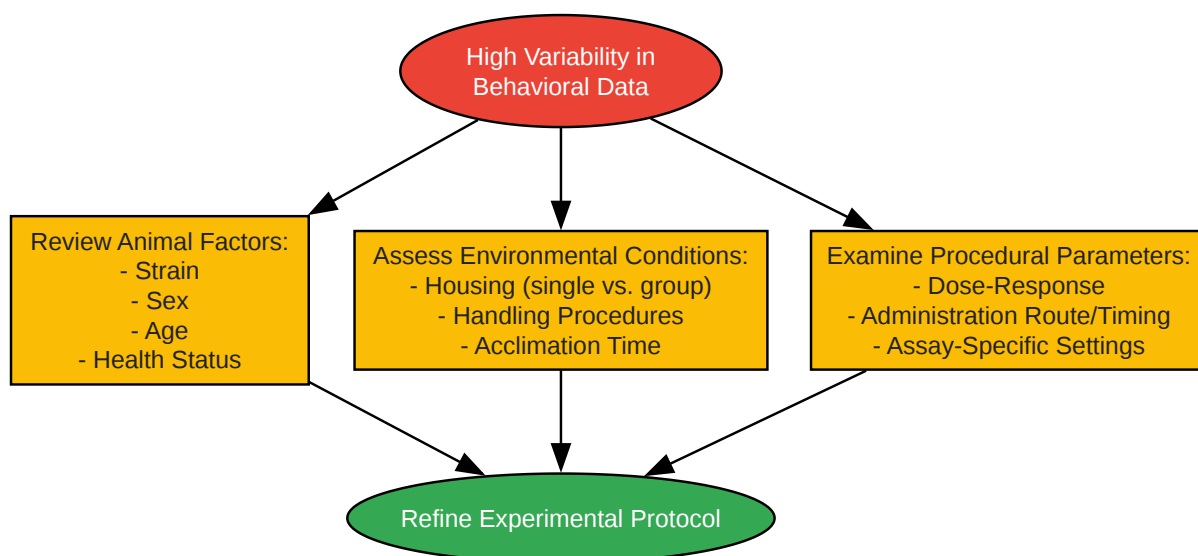 High Variability in
Behavioral Data
Review Animal Factors:
- Strain
- Sex
- Age
- Health Status
Assess Environmental Conditions:
- Housing (single vs. group)
- Handling Procedures
- Acclimation Time
Examine Procedural Parameters:
- Dose-Response
- Administration Route/Timing
- Assay-Specific Settings
Refine Experimental Protocol